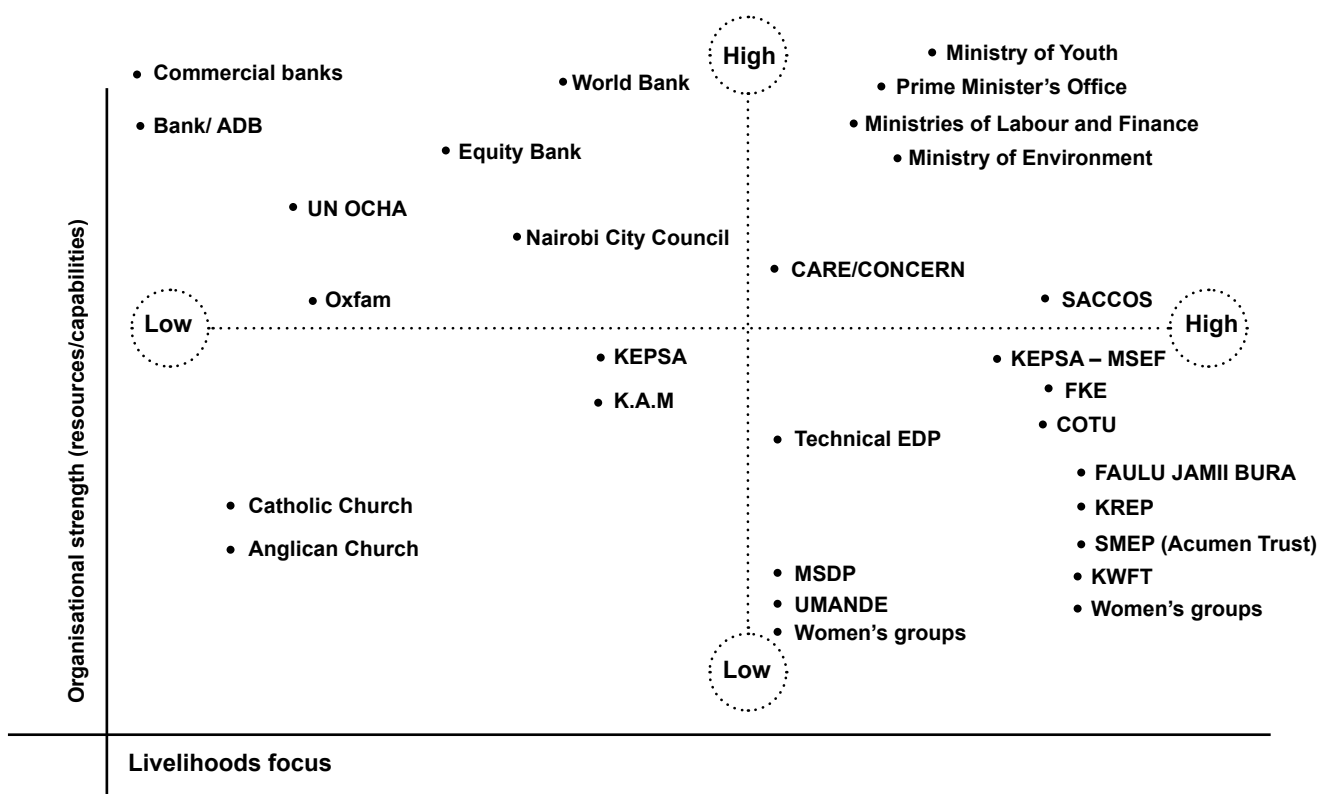 High
Commercial banks
World Bank
Ministry of Youth
Prime Minister’s Office
Bank/ ADB
Ministries of Labour and Finance
Equity Bank
Ministry of Environment
UN OCHA
Nairobi City Council
CARE/CONCERN
Oxfam
SACCOS
Low
High
KEPSA
KEPSA – MSEF
FKE
K.A.M
COTU
Technical EDP
FAULU JAMII BURA
Catholic Church
KREP
Anglican Church
SMEP (Acumen Trust)
MSDP
KWFT
UMANDE
Women’s groups
Women’s groups
Low
Organisational strength (resources/capabilities)
Livelihoods focus